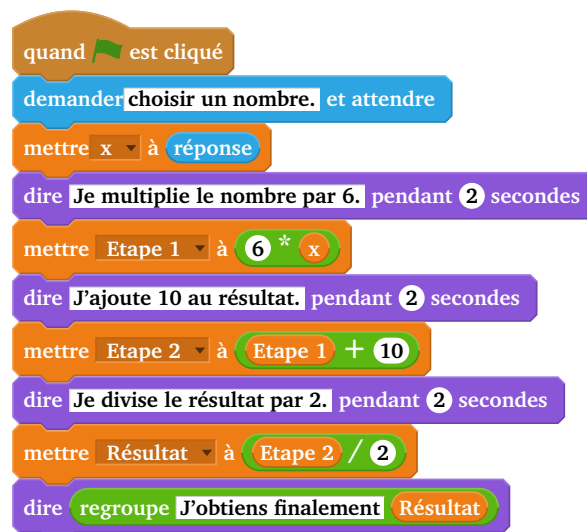 quand est cliqué
demander choisir un nombre. et attendre
mettre x à réponse
dire Je multiplie le nombre par 6. pendant 2 secondes
mettre Etape 1 à 6 * x
dire J'ajoute 10 au résultat. pendant 2 secondes
mettre Etape 2 à Etape 1 + 10
dire Je divise le résultat par 2. pendant 2 secondes
mettre Résultat à Etape 2 / 2
dire regroupe J'obtiens finalement Résultat